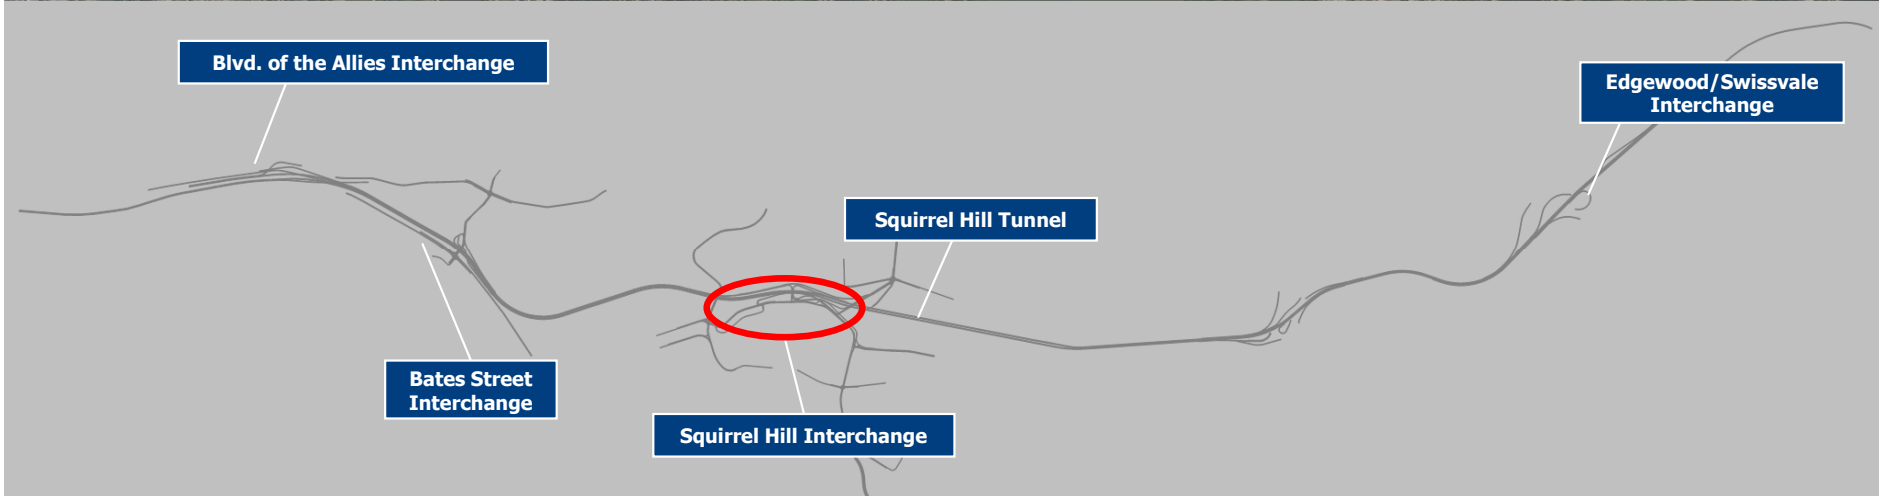 Blvd. of the Allies Interchange
Edgewood/Swissvale
Interchange
Squirrel Hill Tunnel
Bates Street
Interchange
Squirrel Hill Interchange